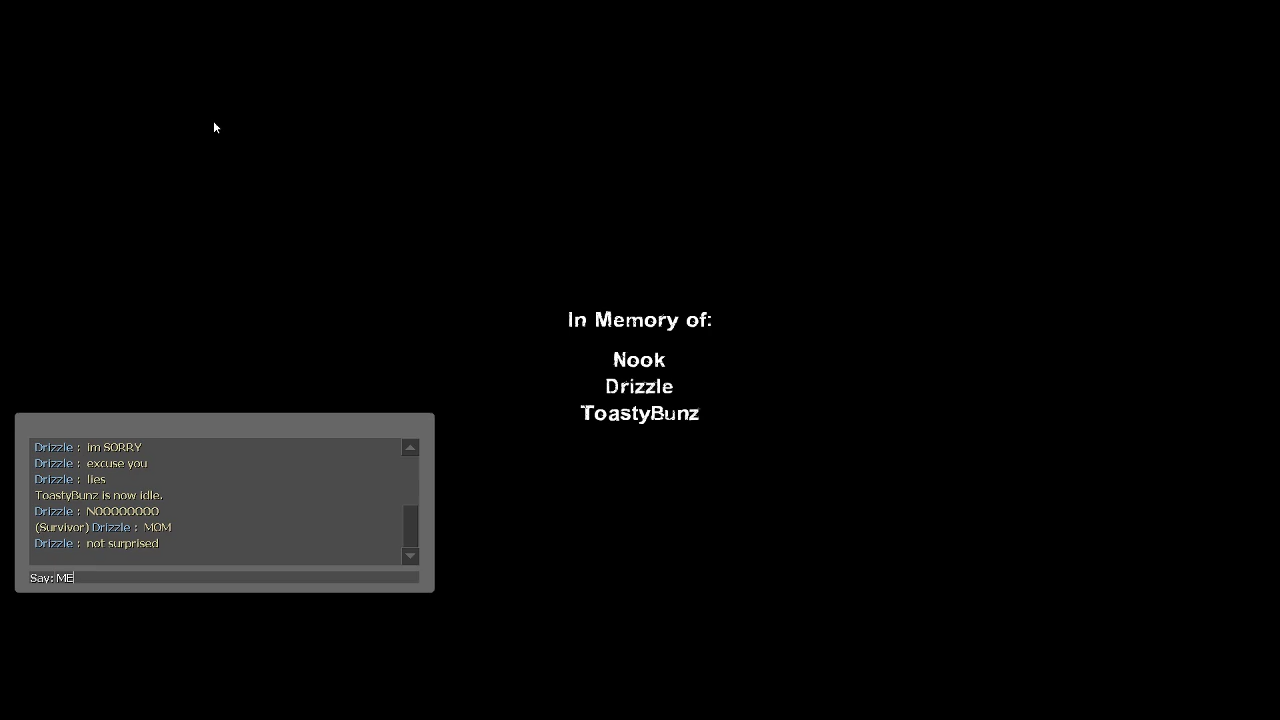 In Memory of:
Nook
Drizzle
ToastyBunz
Drizzle : im SORRY
Drizzle : excuse you
Drizzle : lies
ToastyBunz is now idle.
Drizzle : NOOOOOOOO
(Survivor) Drizzle : MOM
Drizzle : not surprised
Say: ME